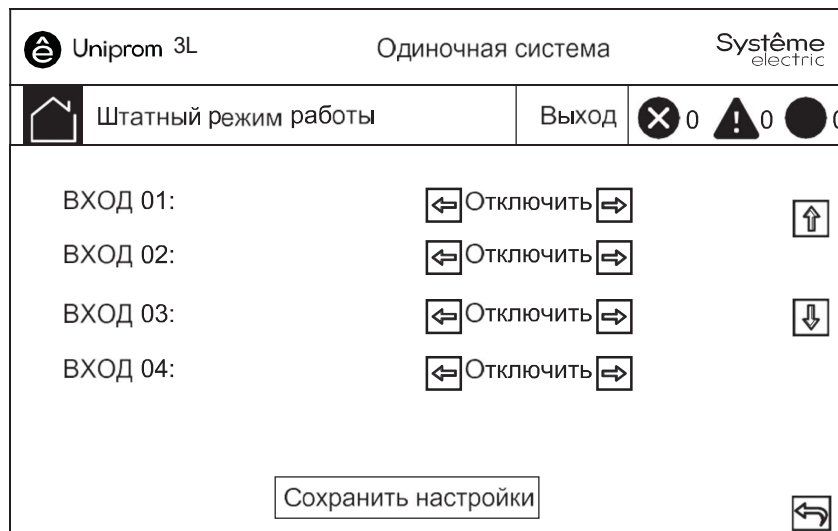 ê Uniprom 3L Одиночная система Systême electric
Штатный режим работы Выход 0 0 0
ВХОД 01: Отключить
ВХОД 02: Отключить
ВХОД 03: Отключить
ВХОД 04: Отключить
Сохранить настройки